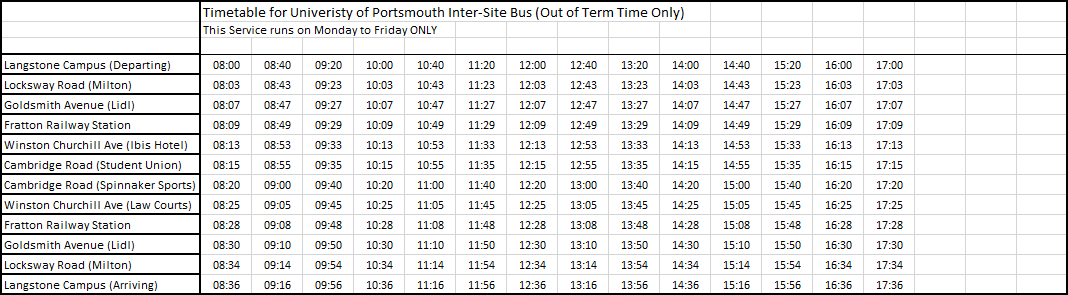 Timetable for Univeristy of Portsmouth Inter-Site Bus (Out of Term Time Only)
This Service runs on Monday to Friday ONLY
Langstone Campus (Departing) 08:00 08:40 09:20 10:00 10:40 11:20 12:00 12:40 13:20 14:00 14:40 15:20 16:00 17:00
Locksway Road (Milton) 08:03 08:43 09:23 10:03 10:43 11:23 12:03 12:43 13:23 14:03 14:43 15:23 16:03 17:03
Goldsmith Avenue (Lidl) 08:07 08:47 09:27 10:07 10:47 11:27 12:07 12:47 13:27 14:07 14:47 15:27 16:07 17:07
Fratton Railway Station 08:09 08:49 09:29 10:09 10:49 11:29 12:09 12:49 13:29 14:09 14:49 15:29 16:09 17:09
Winston Churchill Ave (Ibis Hotel) 08:13 08:53 09:33 10:13 10:53 11:33 12:13 12:53 13:33 14:13 14:53 15:33 16:13 17:13
Cambridge Road (Student Union) 08:15 08:55 09:35 10:15 10:55 11:35 12:15 12:55 13:35 14:15 14:55 15:35 16:15 17:15
Cambridge Road (Spinnaker Sports) 08:20 09:00 09:40 10:20 11:00 11:40 12:20 13:00 13:40 14:20 15:00 15:40 16:20 17:20
Winston Churchill Ave (Law Courts) 08:25 09:05 09:45 10:25 11:05 11:45 12:25 13:05 13:45 14:25 15:05 15:45 16:25 17:25
Fratton Railway Station 08:28 09:08 09:48 10:28 11:08 11:48 12:28 13:08 13:48 14:28 15:08 15:48 16:28 17:28
Goldsmith Avenue (Lidl) 08:30 09:10 09:50 10:30 11:10 11:50 12:30 13:10 13:50 14:30 15:10 15:50 16:30 17:30
Locksway Road (Milton) 08:34 09:14 09:54 10:34 11:14 11:54 12:34 13:14 13:54 14:34 15:14 15:54 16:34 17:34
Langstone Campus (Arriving) 08:36 09:16 09:56 10:36 11:16 11:56 12:36 13:16 13:56 14:36 15:16 15:56 16:36 17:36